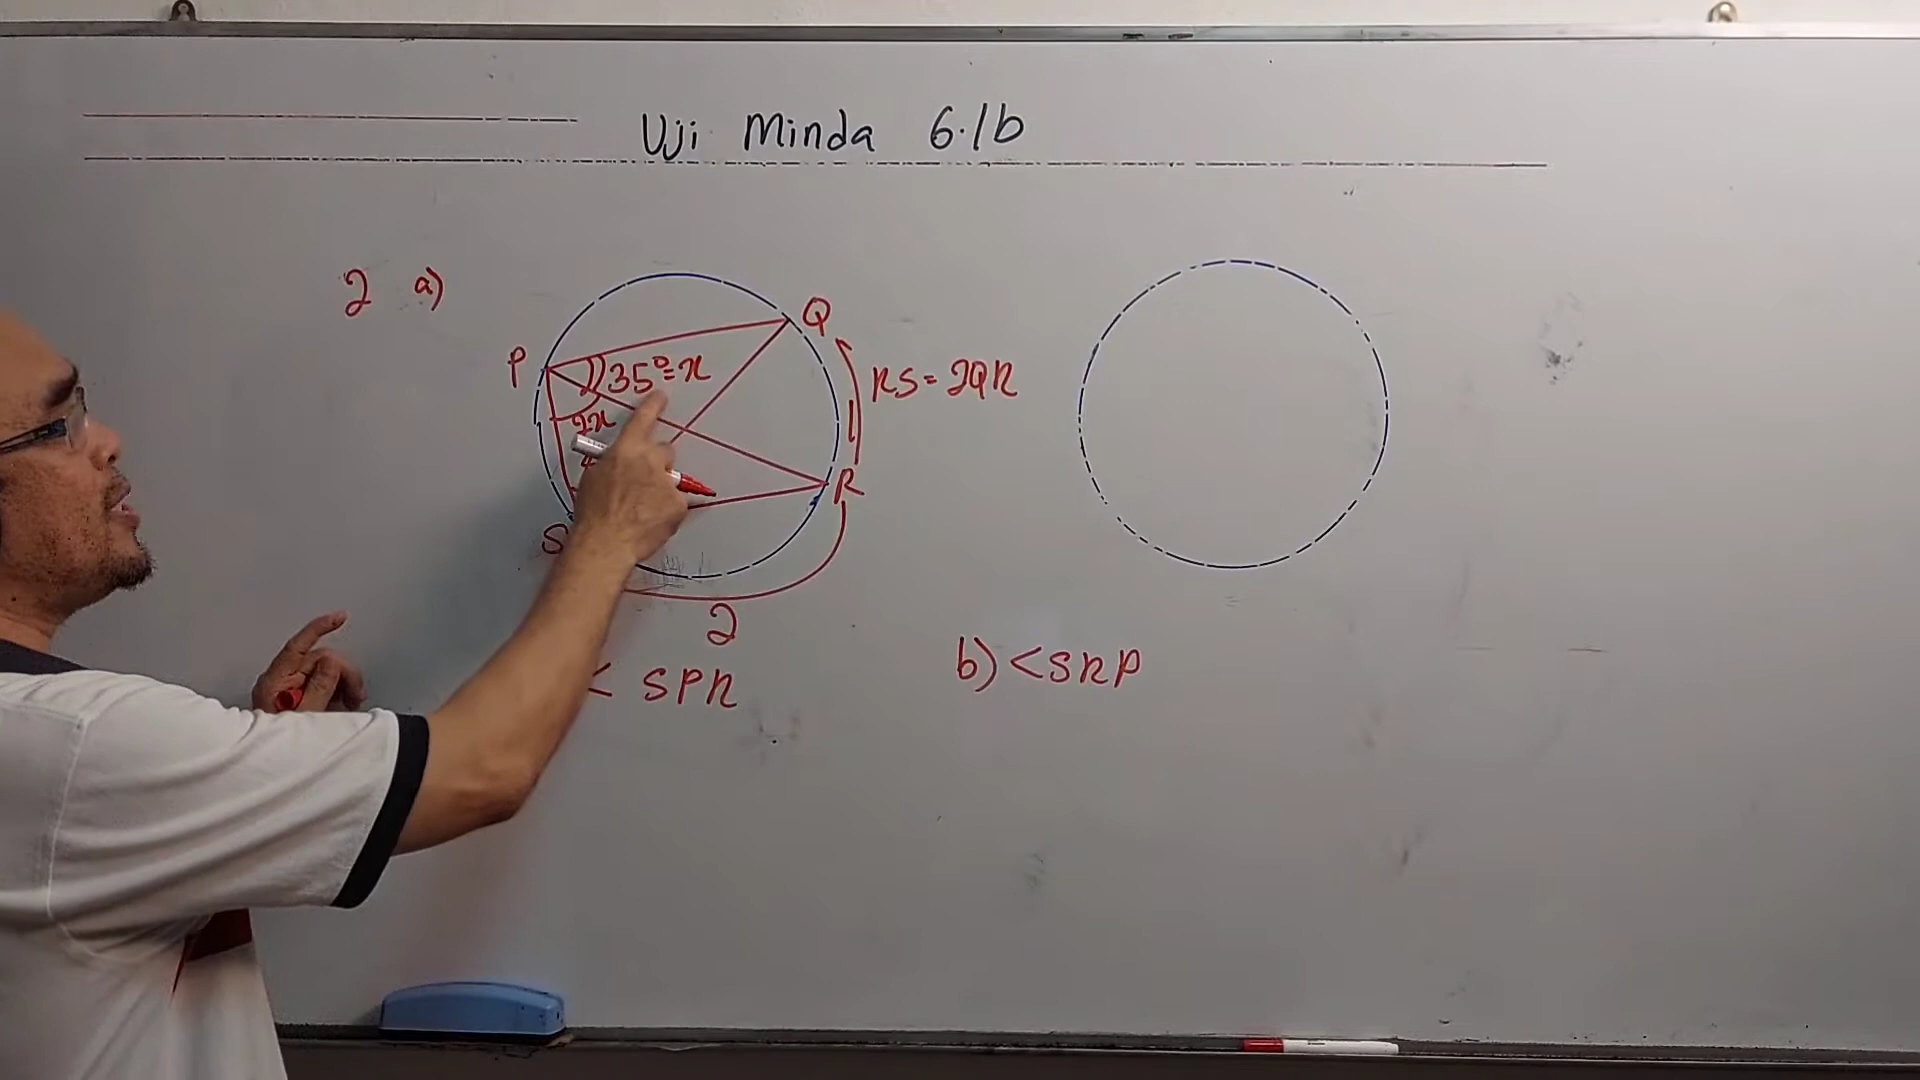 Uji Minda 6.1b
2 a)
Q
P
35° = x
RS = 2QR
2x
R
S
2
< SPR
b) < SRP